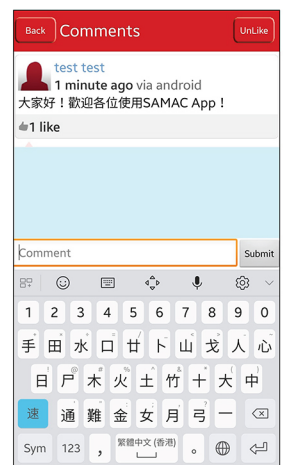 Back Comments UnLike
test test
1 minute ago via android
大家好！歡迎各位使用SAMAC App！
1 like
Comment Submit
1 2 3 4 5 6 7 8 9 0
手 田 水 口 廿 卜 山 戈 人 心
日 尸 木 火 土 竹 十 大 中
速 通 難 金 女 月 弓 一
Sym 123 , 繁體中文 (香港) 。